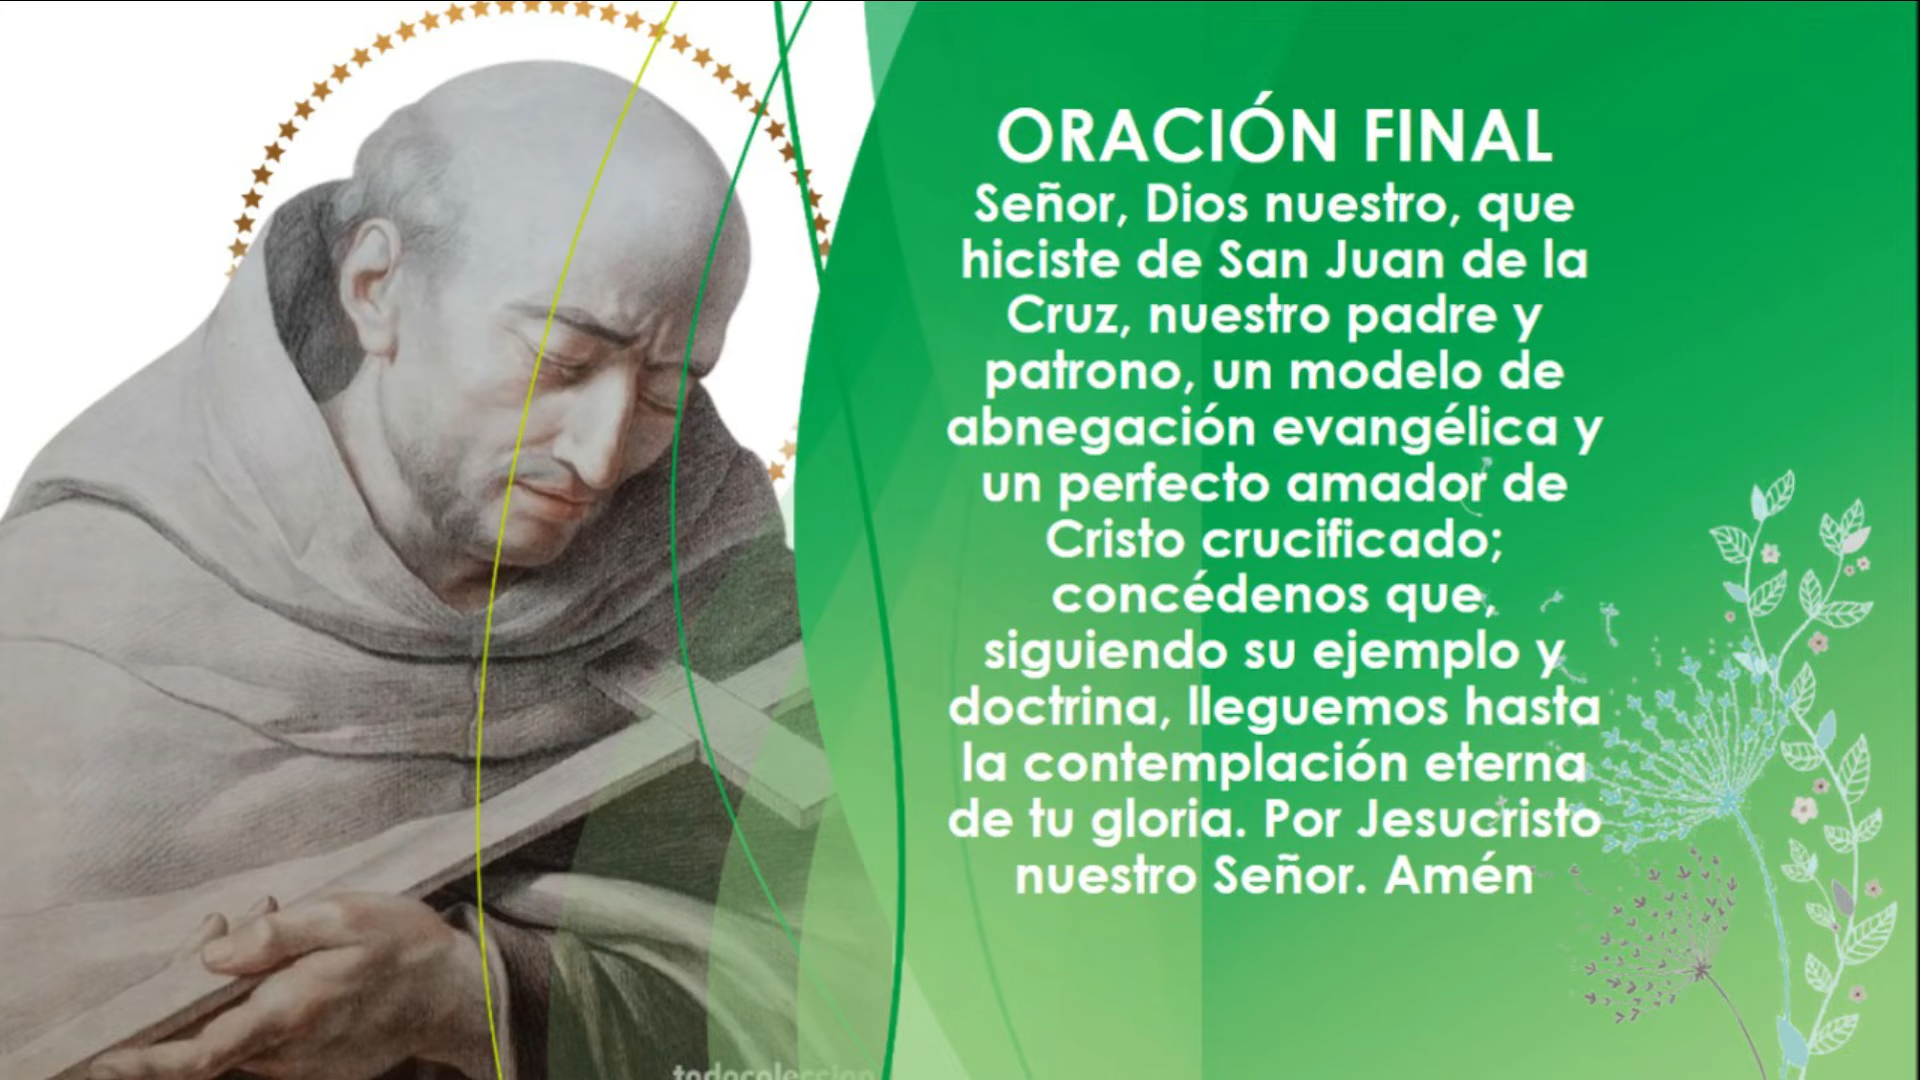 ORACIÓN FINAL
Señor, Dios nuestro, que
hiciste de San Juan de la
Cruz, nuestro padre y
patrono, un modelo de
abnegación evangélica y
un perfecto amador de
Cristo crucificado;
concédenos que,
siguiendo su ejemplo y
doctrina, lleguemos hasta
la contemplación eterna
de tu gloria. Por Jesucristo
nuestro Señor. Amén
todocoleccion